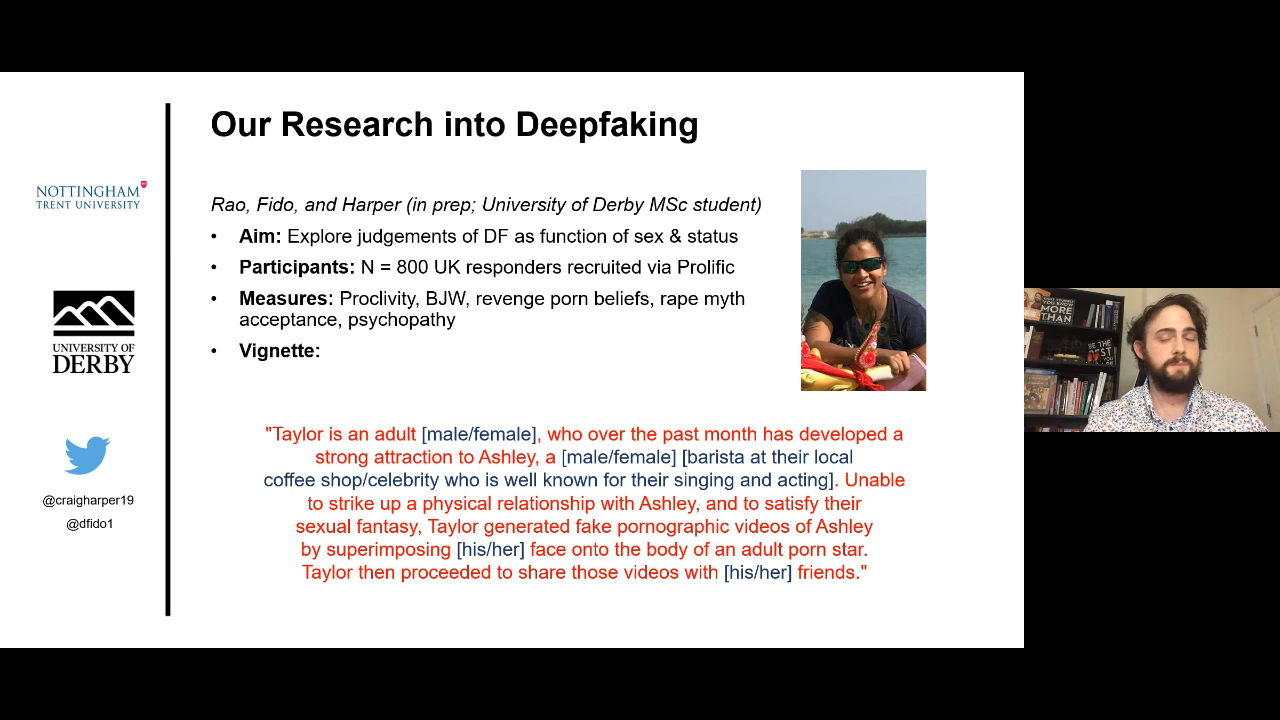 Our Research into Deepfaking
NOTTINGHAM
TRENT UNIVERSITY
UNIVERSITY OF
DERBY
@craigharper19
@dfido1
Rao, Fido, and Harper (in prep; University of Derby MSc student)
• Aim: Explore judgements of DF as function of sex & status
• Participants: N = 800 UK responders recruited via Prolific
• Measures: Proclivity, BJW, revenge porn beliefs, rape myth
acceptance, psychopathy
• Vignette:
"Taylor is an adult [male/female], who over the past month has developed a
strong attraction to Ashley, a [male/female] [barista at their local
coffee shop/celebrity who is well known for their singing and acting]. Unable
to strike up a physical relationship with Ashley, and to satisfy their
sexual fantasy, Taylor generated fake pornographic videos of Ashley
by superimposing [his/her] face onto the body of an adult porn star.
Taylor then proceeded to share those videos with [his/her] friends."
YOU KNOW
MORE
THAN
BE THE